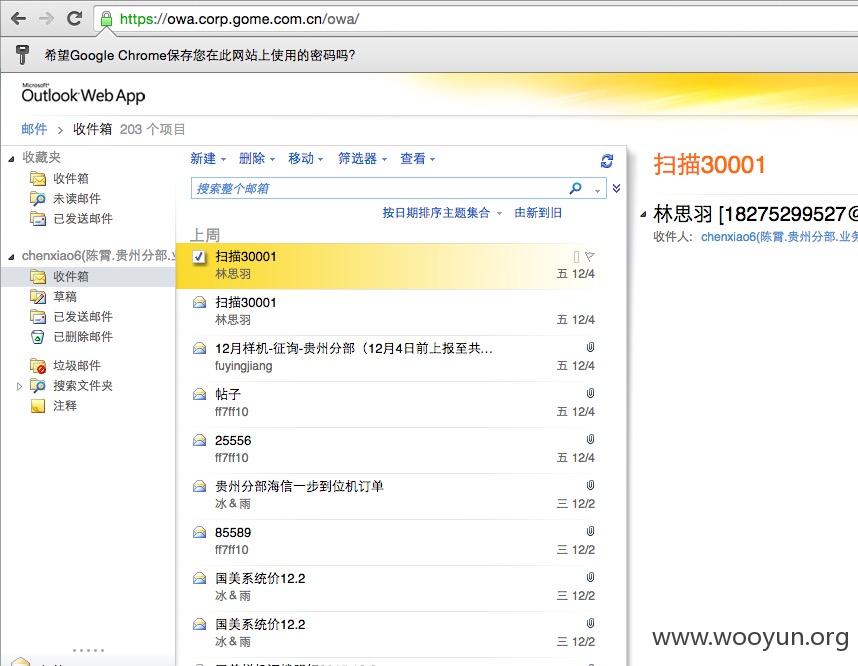 https://owa.corp.gome.com.cn/owa/
希望Google Chrome保存您在此网站上使用的密码吗?
Microsoft®
Outlook Web App
邮件 > 收件箱 203 个项目
收藏夹
收件箱
未读邮件
已发送邮件
chenxiao6(陈霄.贵州分部.
收件箱
草稿
已发送邮件
已删除邮件
垃圾邮件
搜索文件夹
注释
新建 删除 移动 筛选器 查看
搜索整个邮箱
按日期排序主题集合 由新到旧
上周
扫描30001
林思羽 五 12/4
扫描30001
林思羽 五 12/4
12月样机-征询-贵州分部（12月4日前上报至共...
fuyingjiang 五 12/4
帖子
ff7ff10 五 12/4
25556
ff7ff10 五 12/4
贵州分部海信一步到位机订单
冰＆雨 三 12/2
85589
ff7ff10 三 12/2
国美系统价12.2
冰＆雨 三 12/2
国美系统价12.2
冰＆雨 三 12/2
扫描30001
林思羽 [18275299527@
收件人: chenxiao6(陈霄.贵州分部.业务
www.wooyun.org